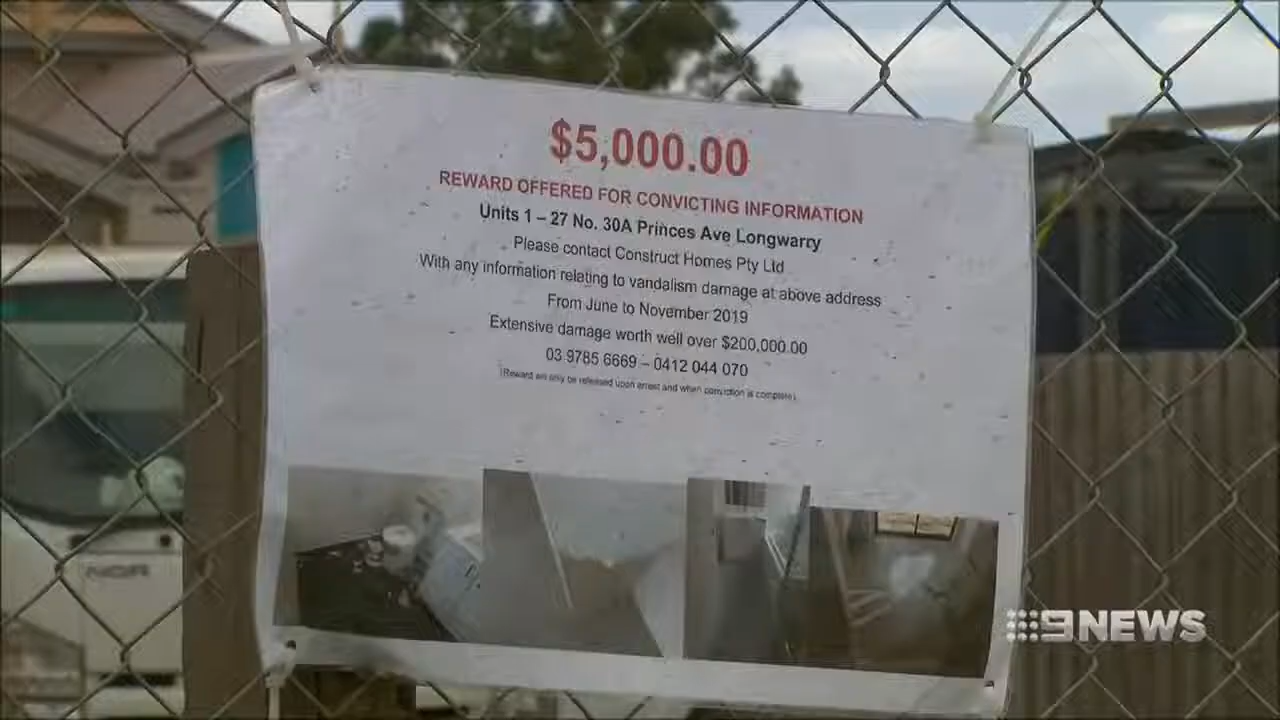 $5,000.00
REWARD OFFERED FOR CONVICTING INFORMATION
Units 1 – 27 No. 30A Princes Ave Longwarry
Please contact Construct Homes Pty Ltd
With any information relating to vandalism damage at above address
From June to November 2019
Extensive damage worth well over $200,000.00
03 9785 6669 – 0412 044 070
(Reward will only be released upon arrest and when conviction is complete)
9NEWS